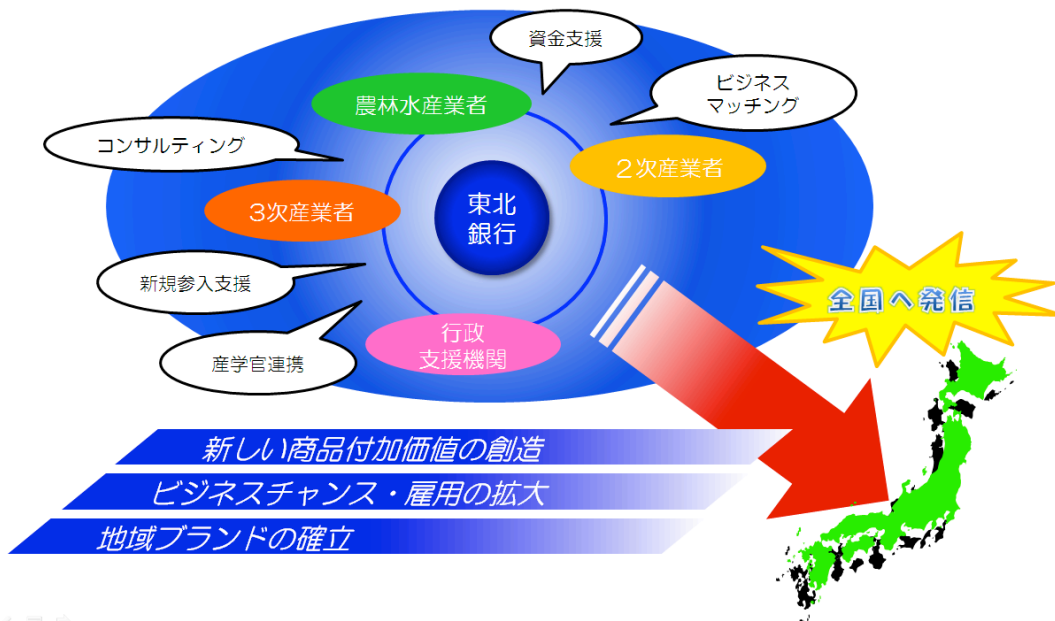 資金支援
ビジネス
マッチング
農林水産業者
コンサルティング
２次産業者
３次産業者
東北
銀行
新規参入支援
全国へ発信
行政
支援機関
産学官連携
新しい商品付加価値の創造
ビジネスチャンス・雇用の拡大
地域ブランドの確立